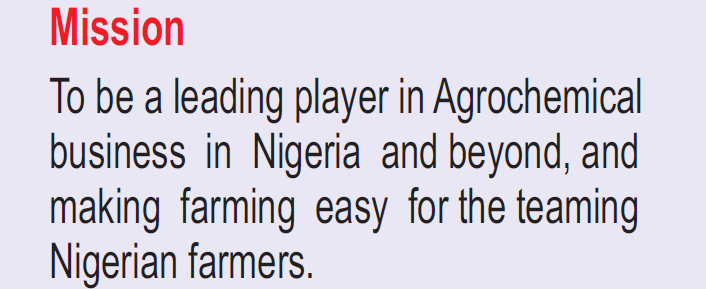 Mission
To be a leading player in Agrochemical
business in Nigeria and beyond, and
making farming easy for the teaming
Nigerian farmers.